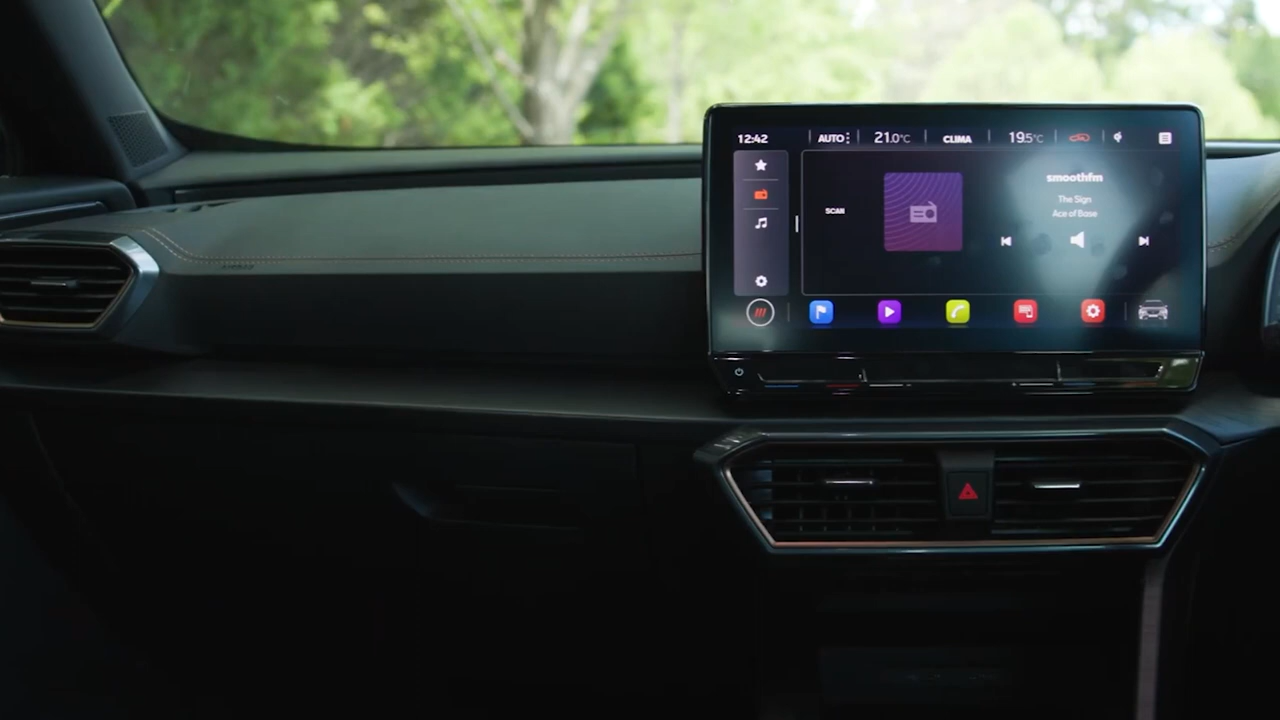 12:42
AUTO
21.0°C
CLIMA
19.5°C
smoothfm
The Sign
Ace of Base
SCAN